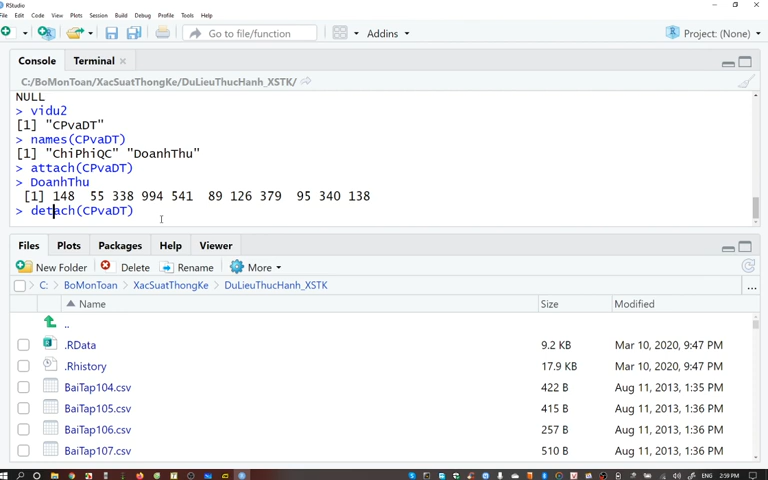 RStudio
File Edit Code View Plots Session Build Debug Profile Tools Help
Go to file/function Addins Project: (None)
Console Terminal
C:/BoMonToan/XacSuatThongKe/DuLieuThucHanh_XSTK/
NULL
> vidu2
[1] "CPvaDT"
> names(CPvaDT)
[1] "ChiPhiQC" "DoanhThu"
> attach(CPvaDT)
> DoanhThu
[1] 148 55 338 994 541 89 126 379 95 340 138
> detach(CPvaDT)
Files Plots Packages Help Viewer
New Folder Delete Rename More
C: BoMonToan XacSuatThongKe DuLieuThucHanh_XSTK ...
Name Size Modified
..
.RData 9.2 KB Mar 10, 2020, 9:47 PM
.Rhistory 17.9 KB Mar 10, 2020, 9:47 PM
BaiTap104.csv 422 B Aug 11, 2013, 1:35 PM
BaiTap105.csv 415 B Aug 11, 2013, 1:36 PM
BaiTap106.csv 257 B Aug 11, 2013, 1:36 PM
BaiTap107.csv 510 B Aug 11, 2013, 1:36 PM
ENG 2:59 PM